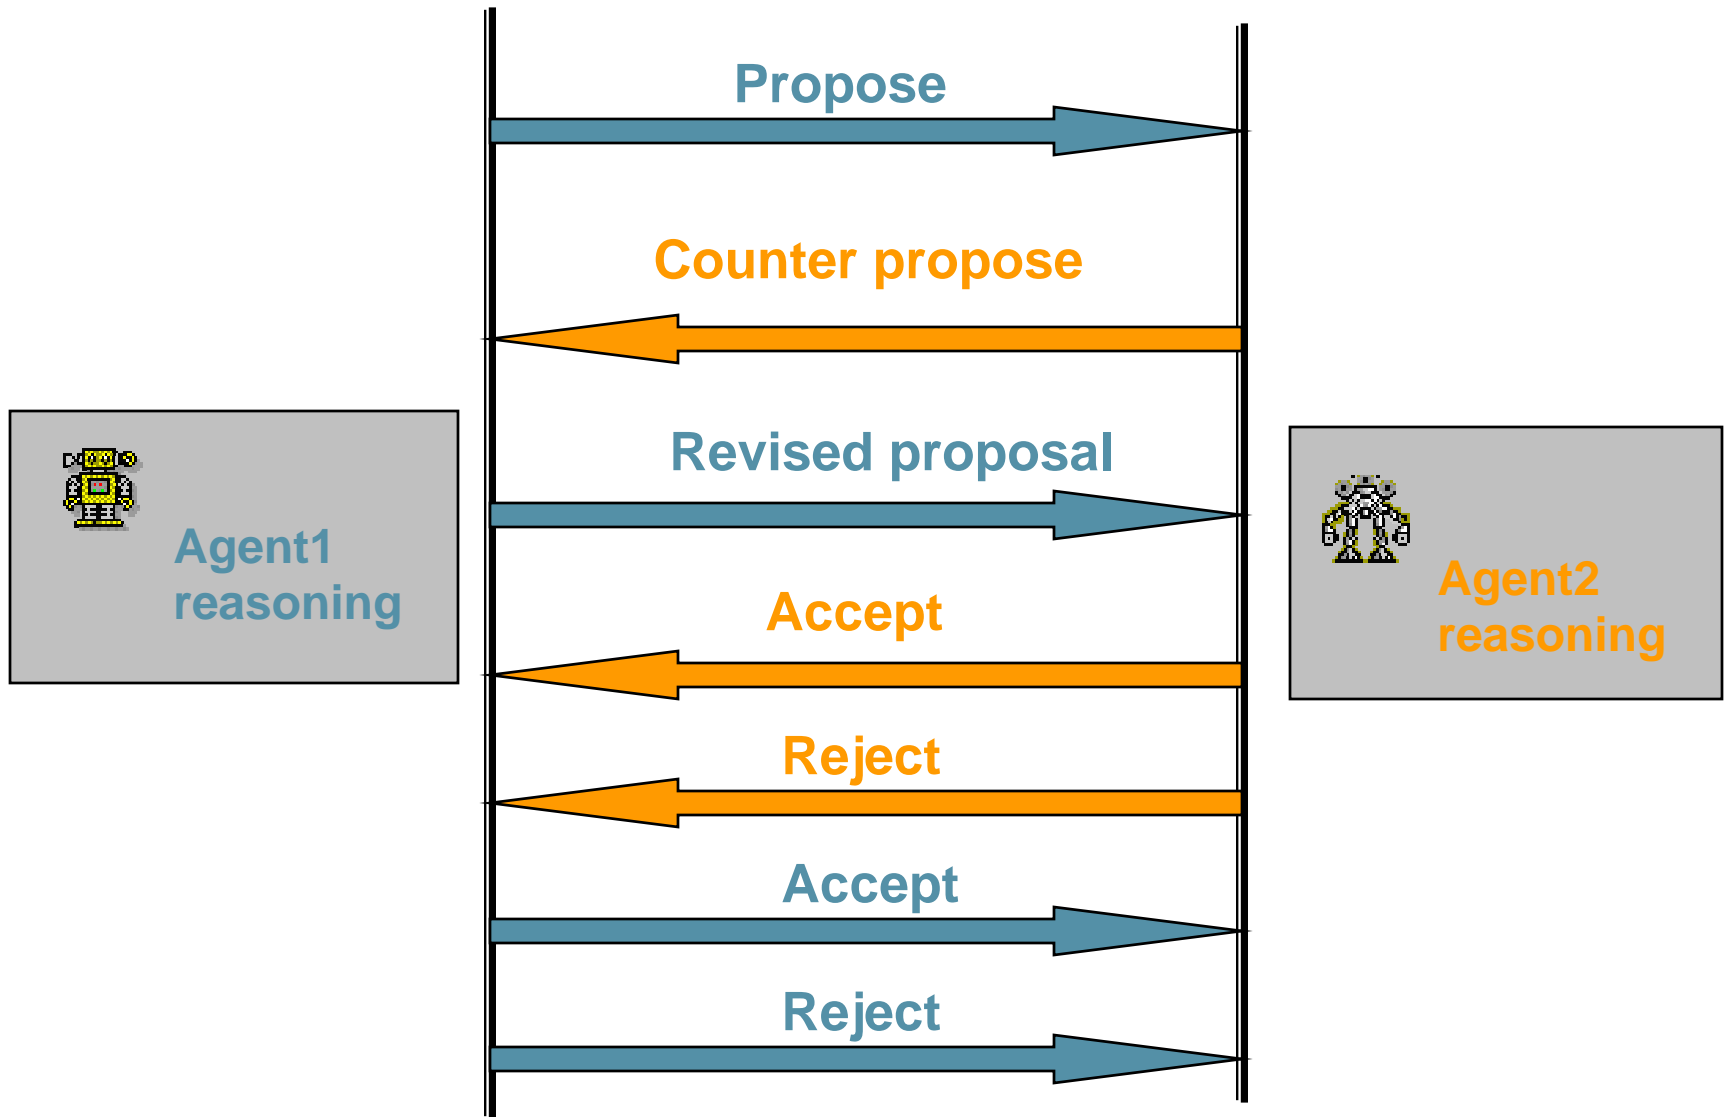 Propose
Counter propose
Revised proposal
Agent1
reasoning
Agent2
reasoning
Accept
Reject
Accept
Reject